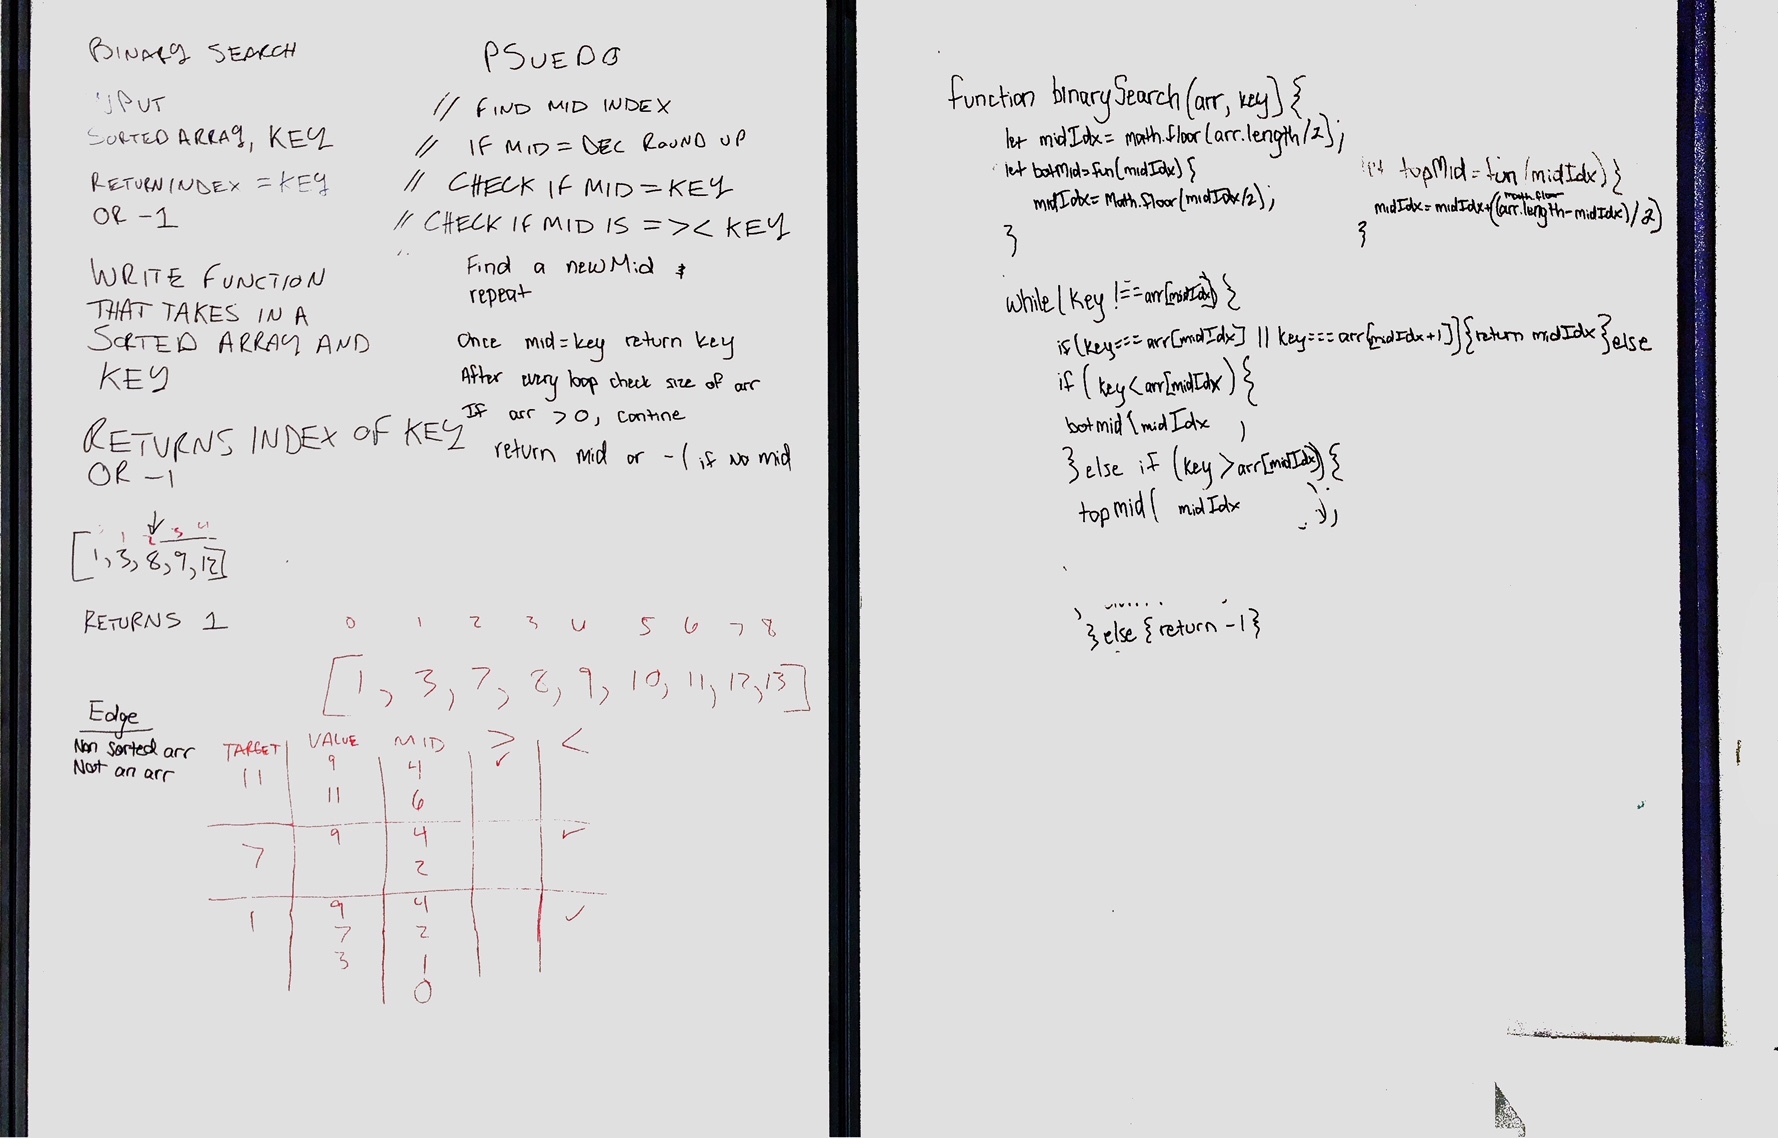 BINARY SEARCH
SORTED ARRAY, KEY
RETURN INDEX = KEY
OR -1
WRITE FUNCTION
THAT TAKES IN A
SORTED ARRAY AND
KEY
RETURNS INDEX OF KEY
OR -1
1 2 3 4
[1, 3, 8, 9, 12]
RETURNS 1
PSUEDO
// FIND MID INDEX
// IF MID = DEC ROUND UP
// CHECK IF MID = KEY
// CHECK IF MID IS = > < KEY
Find a new Mid &
repeat
Once mid = key return key
After every loop check size of arr
If arr > 0, contine
return mid or -1 if no mid
0 1 2 3 4 5 6 7 8
[1, 3, 7, 8, 9, 10, 11, 12, 13]
Edge
Non sorted arr
Not an arr
TARGET VALUE MID > <
11 9 4 ✓
11 6
7 9 4 ✓
2
1 9 4 ✓
7 2
3 1
0
function binarySearch(arr, key){
let midIdx = math.floor(arr.length/2);
let botMid = fun(midIdx){
midIdx = Math.floor(midIdx/2);
}
topMid = fun(midIdx){
math.floor
midIdx = midIdx+((arr.length-midIdx)/2)
}
while(key !== arr[midIdx]){
is(key === arr[midIdx] || key === arr[midIdx+1]){return midIdx}else
if (key < arr[midIdx){
botmid(midIdx )
}else if (key > arr[midIdx){
topmid( midIdx );
}else{return -1}